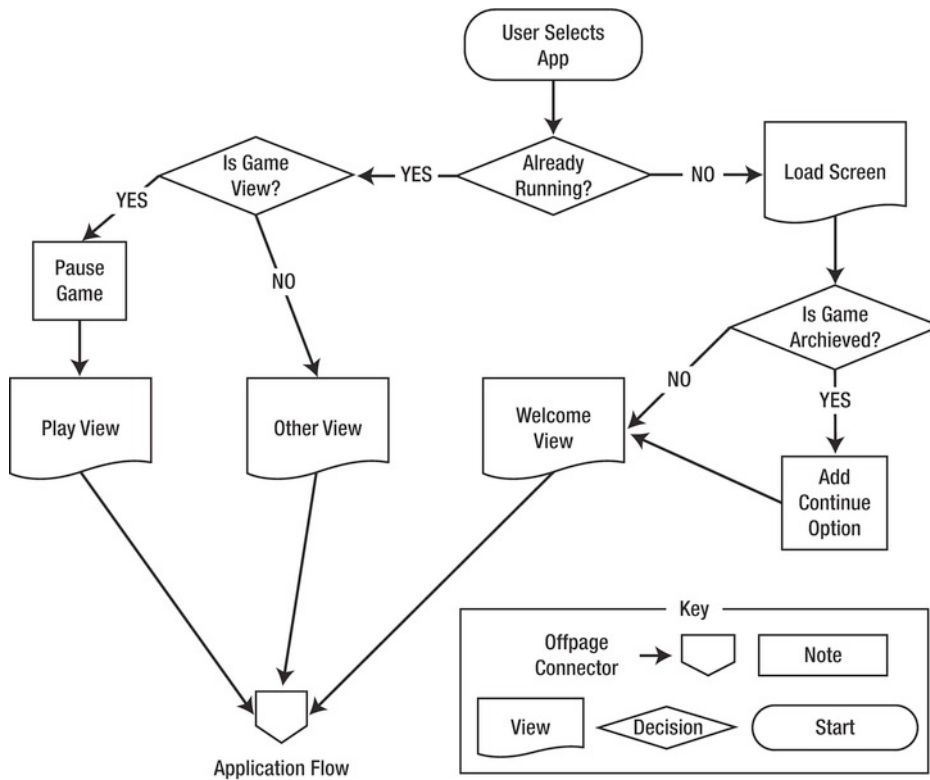 User Selects
App
Is Game
View?
YES
Already
Running?
NO
Load Screen
YES
Pause
Game
NO
Is Game
Archieved?
NO
YES
Play View
Other View
Welcome
View
Add
Continue
Option
Key
Offpage
Connector
Note
View
Decision
Start
Application Flow